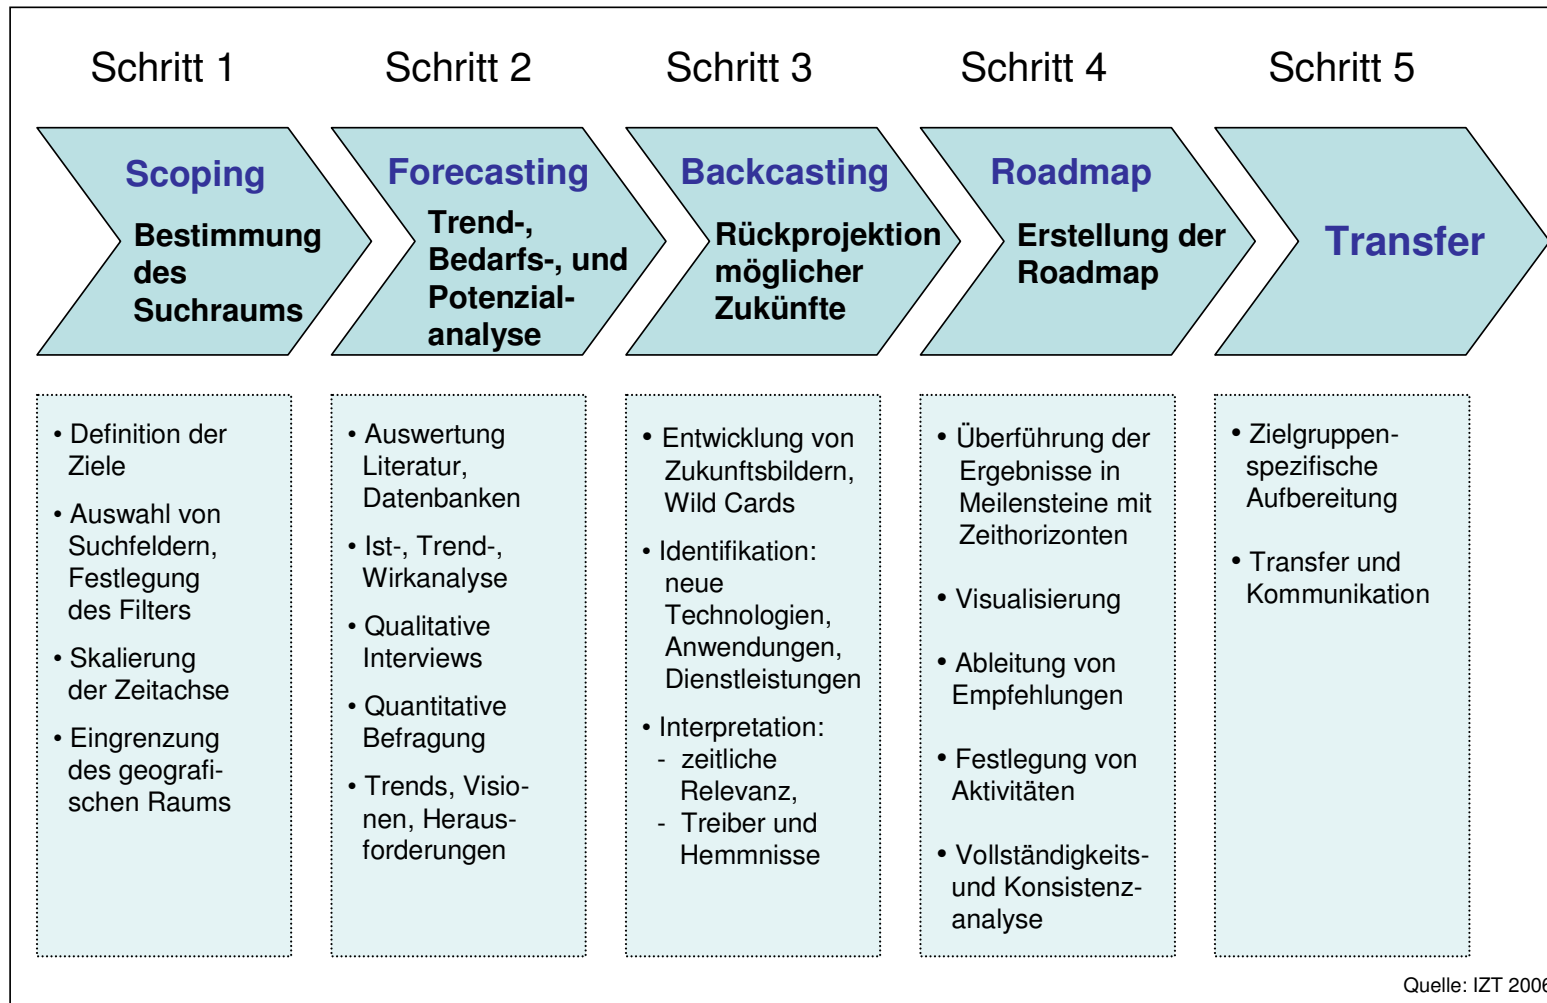 Schritt 1
Schritt 2
Schritt 3
Schritt 4
Schritt 5
Scoping
Bestimmung
des
Suchraums
Forecasting
Trend-,
Bedarfs-, und
Potenzial-
analyse
Backcasting
Rückprojektion
möglicher
Zukünfte
Roadmap
Erstellung der
Roadmap
Transfer
• Definition der
Ziele
• Auswahl von
Suchfeldern,
Festlegung
des Filters
• Skalierung
der Zeitachse
• Eingrenzung
des geografi-
schen Raums
• Auswertung
Literatur,
Datenbanken
• Ist-, Trend-,
Wirkanalyse
• Qualitative
Interviews
• Quantitative
Befragung
• Trends, Visio-
nen, Heraus-
forderungen
• Entwicklung von
Zukunftsbildern,
Wild Cards
• Identifikation:
neue
Technologien,
Anwendungen,
Dienstleistungen
• Interpretation:
- zeitliche
Relevanz,
- Treiber und
Hemmnisse
• Überführung der
Ergebnisse in
Meilensteine mit
Zeithorizonten
• Visualisierung
• Ableitung von
Empfehlungen
• Festlegung von
Aktivitäten
• Vollständigkeits-
und Konsistenz-
analyse
• Zielgruppen-
spezifische
Aufbereitung
• Transfer und
Kommunikation
Quelle: IZT 2006